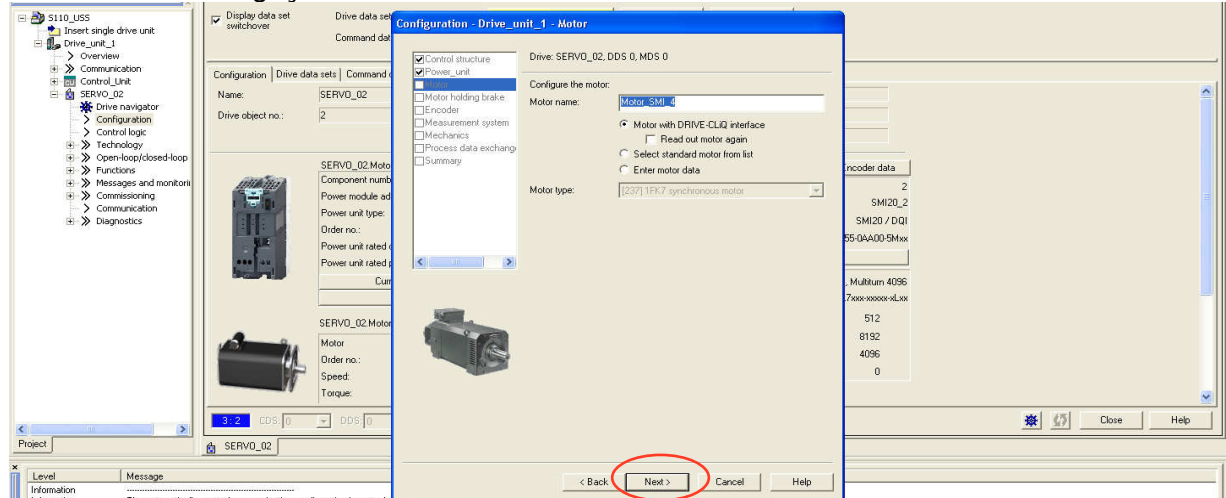 S110_USS
Insert single drive unit
Drive_unit_1
Overview
Communication
Control_Unit
SERVO_02
Drive navigator
Configuration
Control logic
Technology
Open-loop/closed-loop
Functions
Messages and monitorin
Commissioning
Communication
Diagnostics
Project
Display data set
switchover
Drive data set
Command dat
Configuration Drive data sets Command
Name: SERVO_02
Drive object no.: 2
SERVO_02.Moto
Component numb
Power module ad
Power unit type:
Order no.:
Power unit rated
Power unit rated p
Cur
SERVO_02.Motor
Motor
Order no.:
Speed:
Torque:
3:2 CDS: 0 DDS: 0
SERVO_02
Configuration - Drive_unit_1 - Motor
Control structure
Power_unit
Motor
Motor holding brake
Encoder
Measurement system
Mechanics
Process data exchang
Summary
Drive: SERVO_02, DDS 0, MDS 0
Configure the motor:
Motor name: Motor_SMI_4
Motor with DRIVE-CLiQ interface
Read out motor again
Select standard motor from list
Enter motor data
Motor type: [237] 1FK7 synchronous motor
< Back Next > Cancel Help
Encoder data
2
SMI20_2
SMI20 / DQI
55-0AA00-5Mxx
, Multiturn 4096
7xxx-xxxxx-xLxx
512
8192
4096
0
Close Help
Level Message
Information